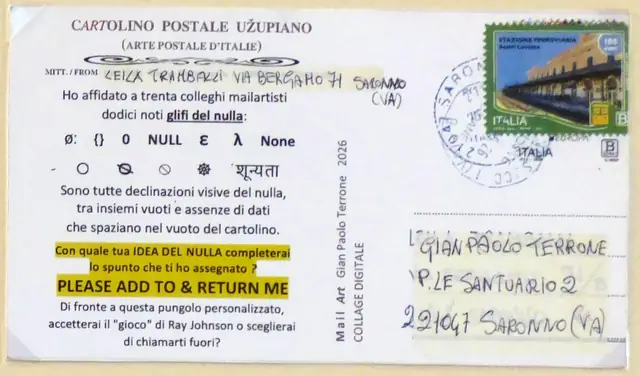 CARTOLINO POSTALE UŽUPIANO
(ARTE POSTALE D'ITALIE)
MITT./FROM LEILA TRAMBALLI VIA BERGAMO 71 SARONNO
(VA)
Ho affidato a trenta colleghi mailartisti
dodici noti glifi del nulla:
ø: {} 0 NULL ε λ None
शून्यता
Sono tutte declinazioni visive del nulla,
tra insiemi vuoti e assenze di dati
che spaziano nel vuoto del cartolino.
Con quale tua IDEA DEL NULLA completerai
lo spunto che ti ho assegnato ?
PLEASE ADD TO & RETURN ME
Di fronte a questa pungolo personalizzato,
accetterai il "gioco" di Ray Johnson o sceglierai
di chiamarti fuori?
Mail Art Gian Paolo Terrone 2026
COLLAGE DIGITALE
STAZIONE FERROVIARIA
ITALIA B
ITALIA
B
GIAN PAOLO TERRONE
P.LE SANTUARIO 2
21047 SARONNO (VA)